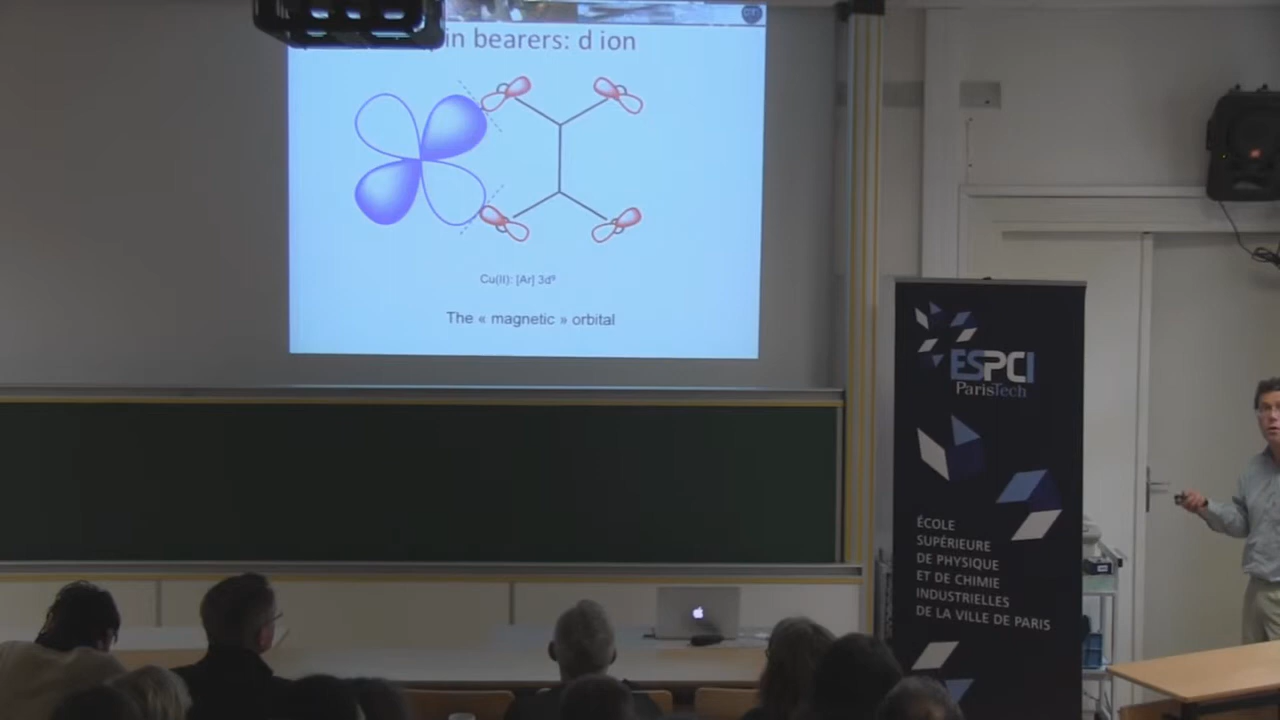 in bearers: d ion
Cu(II): [Ar] 3d⁹
The « magnetic » orbital
ESPCI
ParisTech
ÉCOLE
SUPÉRIEURE
DE PHYSIQUE
ET DE CHIMIE
INDUSTRIELLES
DE LA VILLE DE PARIS